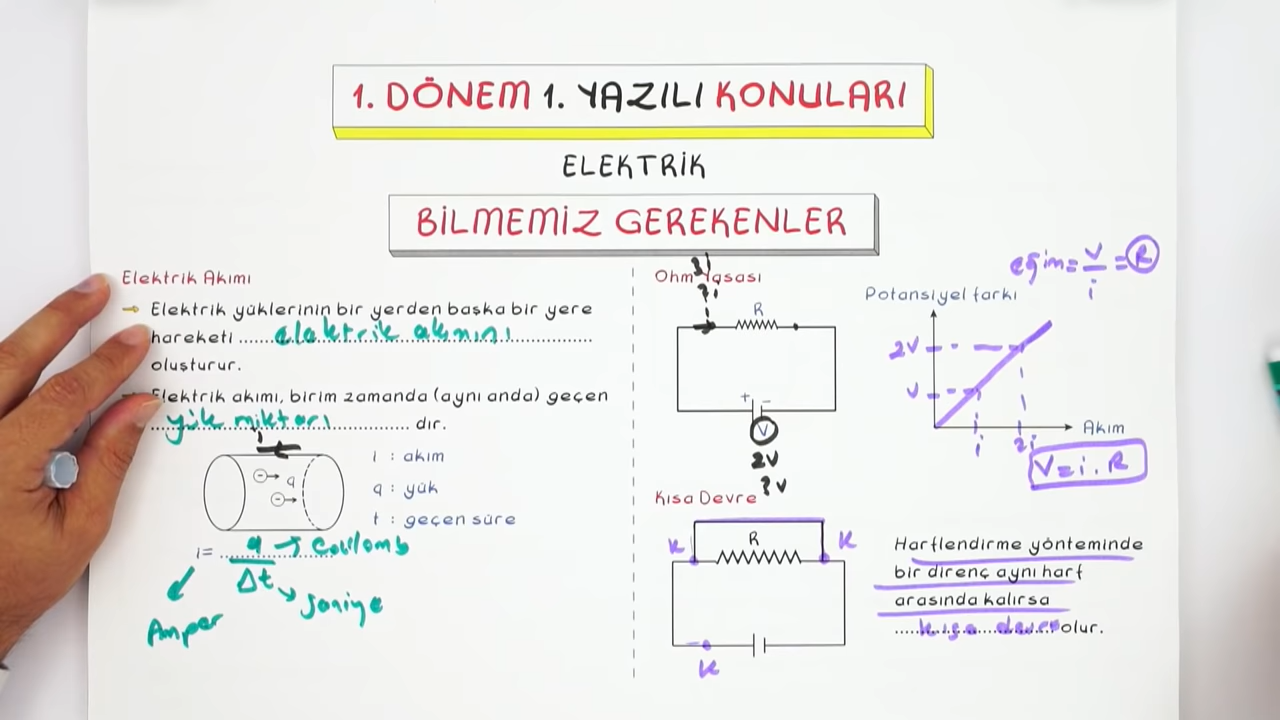 1. DÖNEM 1. YAZILI KONULARI
ELEKTRİK
BİLMEMİZ GEREKENLER
Elektrik Akımı
Elektrik yüklerinin bir yerden başka bir yere
hareketi ...... elektrik akımını ......
oluşturur.
Elektrik akımı, birim zamanda (aynı anda) geçen
yük miktarı ...... dır.
i
q
i : akım
q : yük
t : geçen süre
i= q → Coulomb
Δt → saniye
Amper
Ohm Yasası
R
+ -
V
2V
3V
Potansiyel farkı
eğim = V/i = R
2V
V
i 2i
Akım
V = i . R
Kısa Devre
K R K
K
Harflendirme yönteminde
bir direnç aynı harf
arasında kalırsa
kısa devre olur.